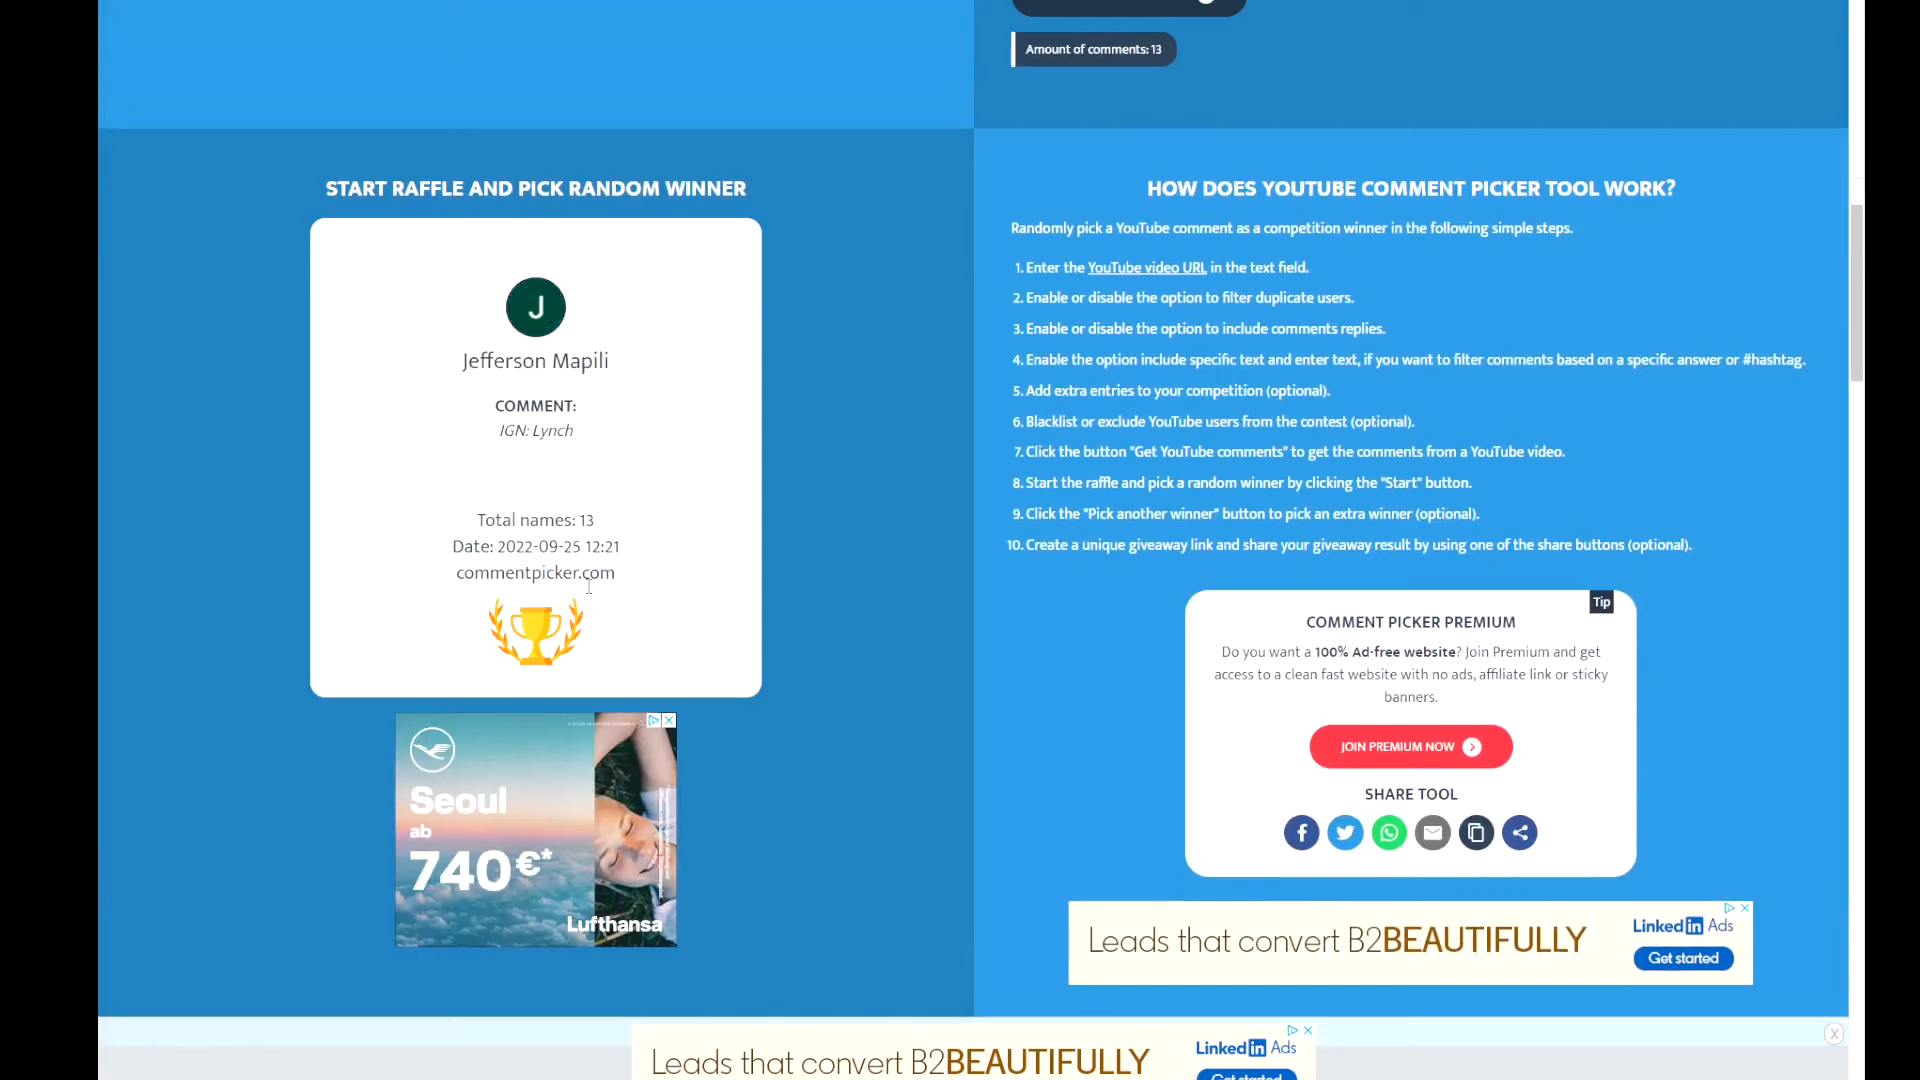 Amount of comments: 13
START RAFFLE AND PICK RANDOM WINNER
J
Jefferson Mapili
COMMENT:
IGN: Lynch
Total names: 13
Date: 2022-09-25 12:21
commentpicker.com
Seoul
ab
740€*
Lufthansa
HOW DOES YOUTUBE COMMENT PICKER TOOL WORK?
Randomly pick a YouTube comment as a competition winner in the following simple steps.
1. Enter the YouTube video URL in the text field.
2. Enable or disable the option to filter duplicate users.
3. Enable or disable the option to include comments replies.
4. Enable the option include specific text and enter text, if you want to filter comments based on a specific answer or #hashtag.
5. Add extra entries to your competition (optional).
6. Blacklist or exclude YouTube users from the contest (optional).
7. Click the button "Get YouTube comments" to get the comments from a YouTube video.
8. Start the raffle and pick a random winner by clicking the "Start" button.
9. Click the "Pick another winner" button to pick an extra winner (optional).
10. Create a unique giveaway link and share your giveaway result by using one of the share buttons (optional).
Tip
COMMENT PICKER PREMIUM
Do you want a 100% Ad-free website? Join Premium and get
access to a clean fast website with no ads, affiliate link or sticky
banners.
JOIN PREMIUM NOW
SHARE TOOL
Leads that convert B2BEAUTIFULLY
Linked in Ads
Get started
Leads that convert B2BEAUTIFULLY
Linked in Ads
Get started